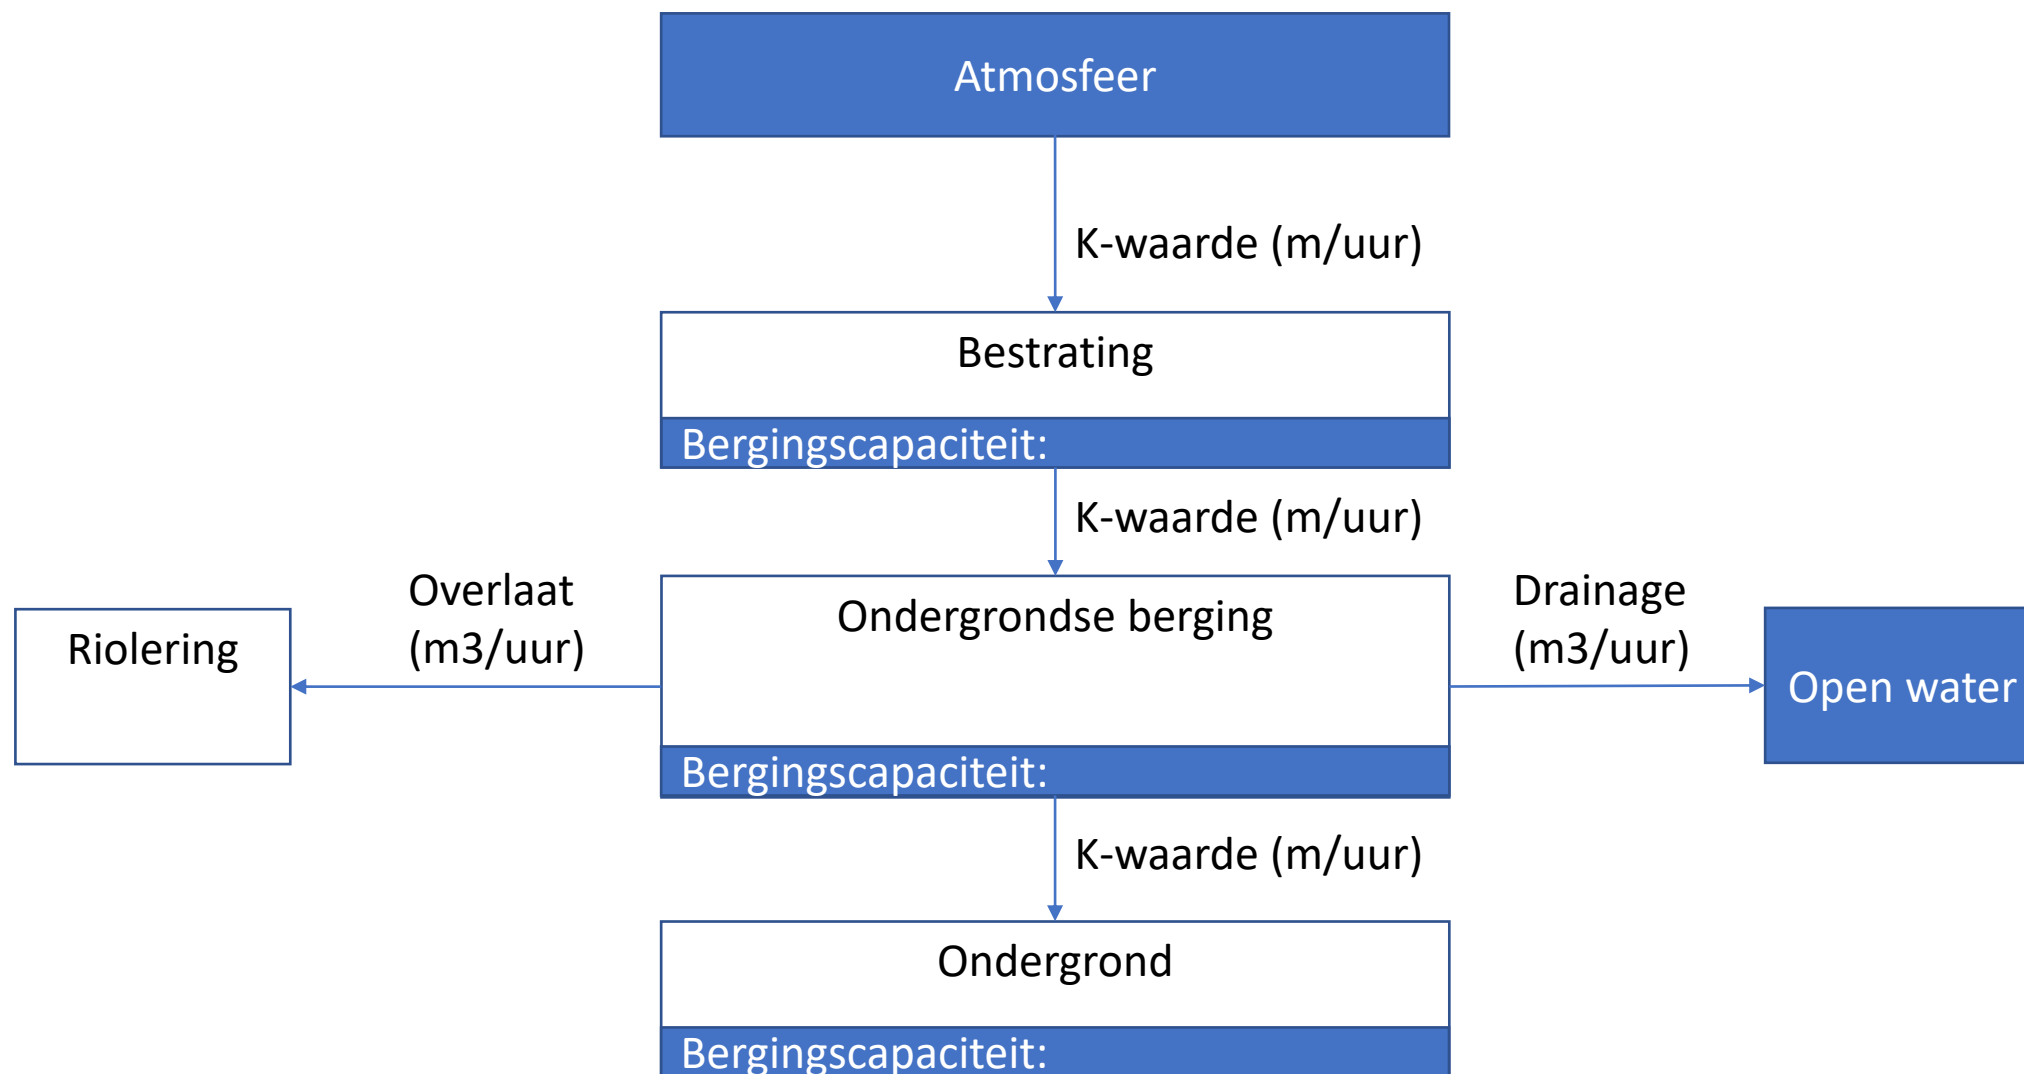 Atmosfeer
K-waarde (m/uur)
Bestrating
Bergingscapaciteit:
K-waarde (m/uur)
Overlaat
(m3/uur)
Riolering
Ondergrondse berging
Bergingscapaciteit:
Drainage
(m3/uur)
Open water
K-waarde (m/uur)
Ondergrond
Bergingscapaciteit: